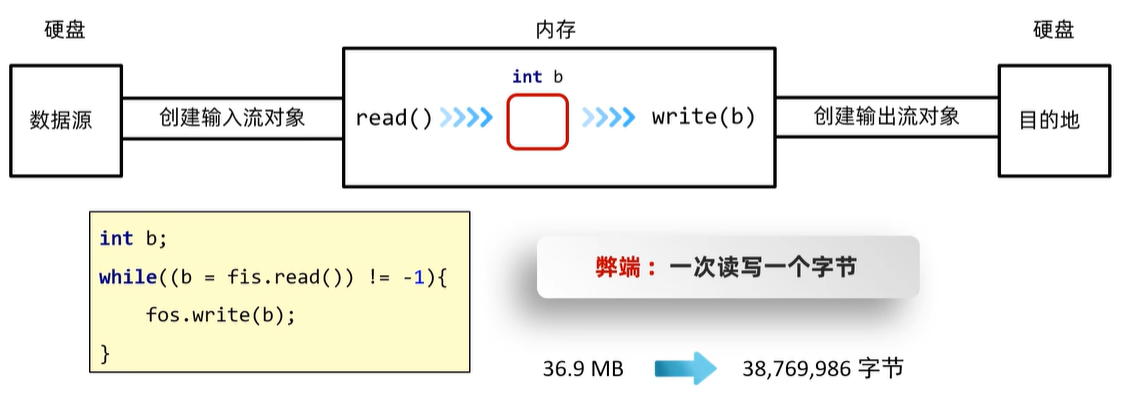 硬盘
内存
硬盘
数据源
创建输入流对象
int b
read()
write(b)
创建输出流对象
目的地
int b;
while((b = fis.read()) != -1){
fos.write(b);
}
弊端：一次读写一个字节
36.9 MB
38,769,986 字节